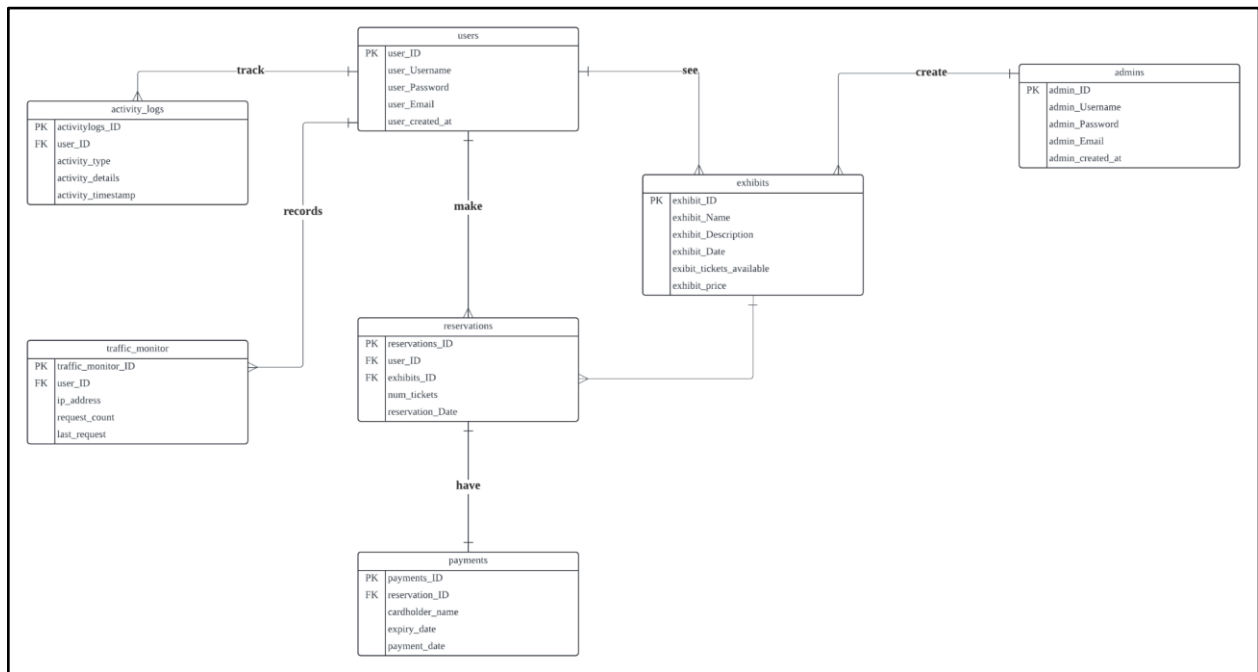 users
PK user_ID
user_Username
user_Password
user_Email
user_created_at
track
see
create
admins
PK admin_ID
admin_Username
admin_Password
admin_Email
admin_created_at
activity_logs
PK activitylogs_ID
FK user_ID
activity_type
activity_details
activity_timestamp
records
make
exhibits
PK exhibit_ID
exhibit_Name
exhibit_Description
exhibit_Date
exibit_tickets_available
exhibit_price
traffic_monitor
PK traffic_monitor_ID
FK user_ID
ip_address
request_count
last_request
reservations
PK reservations_ID
FK user_ID
FK exhibits_ID
num_tickets
reservation_Date
have
payments
PK payments_ID
FK reservation_ID
cardholder_name
expiry_date
payment_date